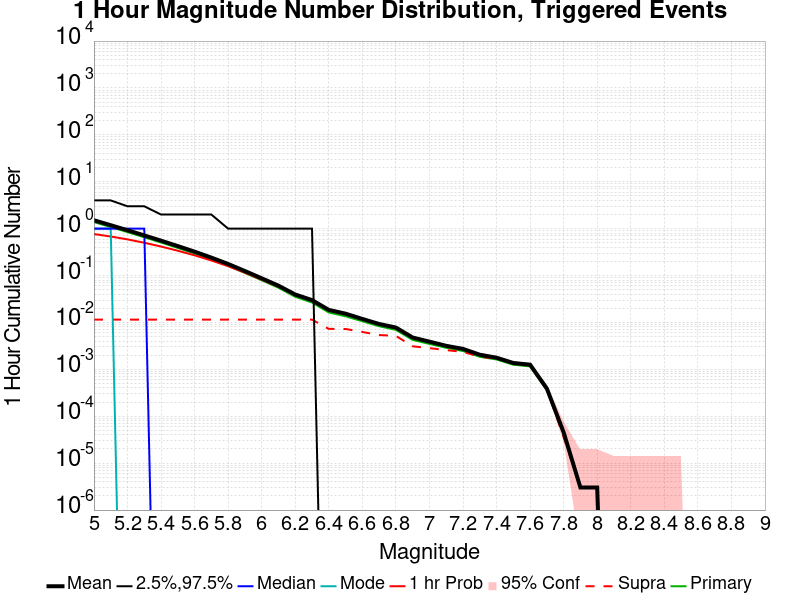 1 Hour Magnitude Number Distribution, Triggered Events
10^4
10^3
10^2
10^1
10^0
10^-1
10^-2
10^-3
10^-4
10^-5
10^-6
1 Hour Cumulative Number
5 5.2 5.4 5.6 5.8 6 6.2 6.4 6.6 6.8 7 7.2 7.4 7.6 7.8 8 8.2 8.4 8.6 8.8 9
Magnitude
Mean 2.5%,97.5% Median Mode 1 hr Prob 95% Conf Supra Primary